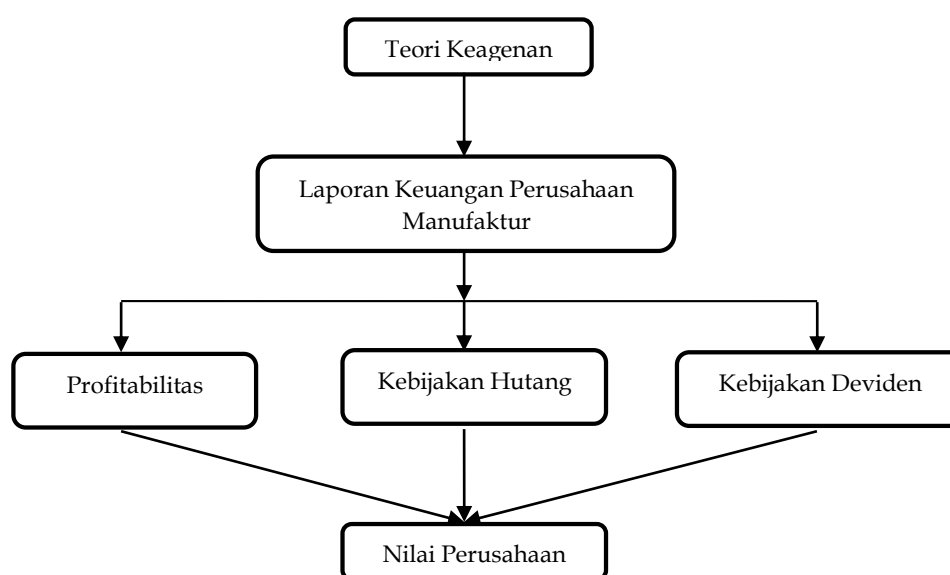 Teori Keagenan
Laporan Keuangan Perusahaan
Manufaktur
Profitabilitas
Kebijakan Hutang
Kebijakan Deviden
Nilai Perusahaan